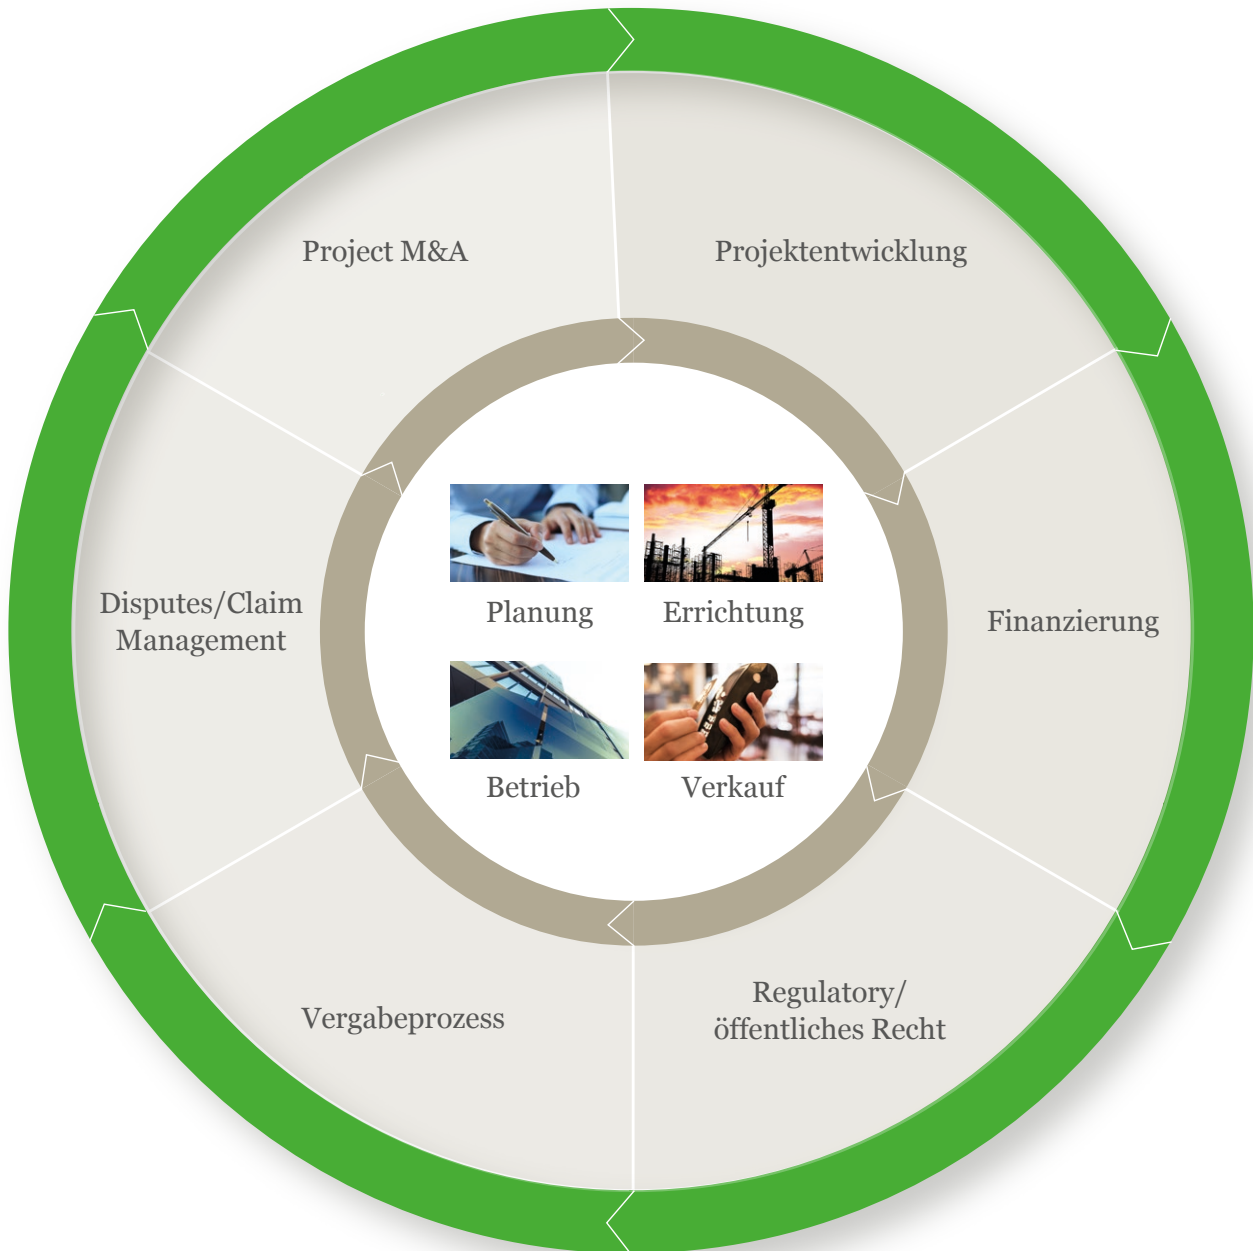 Project M&A
Projektentwicklung
Disputes/Claim
Management
Planung
Errichtung
Finanzierung
Betrieb
Verkauf
Vergabeprozess
Regulatory/
öffentliches Recht